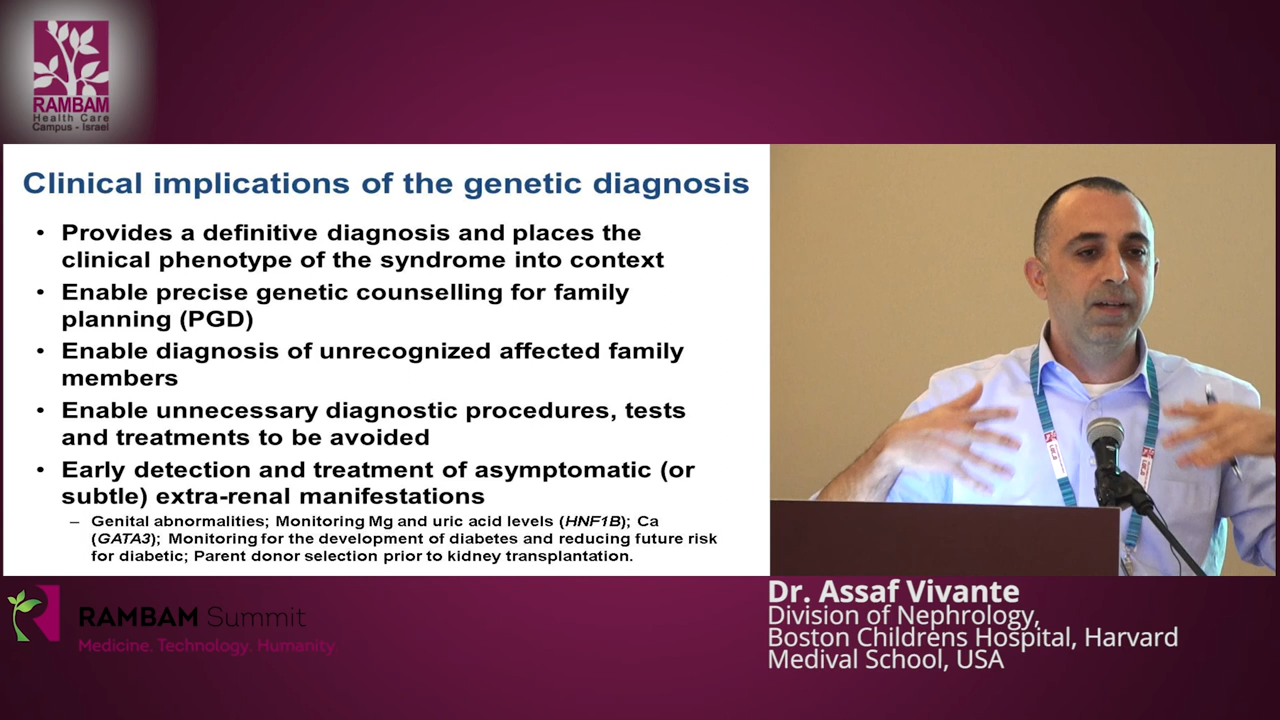 RAMBAM
Health Care
Campus - Israel
Clinical implications of the genetic diagnosis
• Provides a definitive diagnosis and places the
clinical phenotype of the syndrome into context
• Enable precise genetic counselling for family
planning (PGD)
• Enable diagnosis of unrecognized affected family
members
• Enable unnecessary diagnostic procedures, tests
and treatments to be avoided
• Early detection and treatment of asymptomatic (or
subtle) extra-renal manifestations
– Genital abnormalities; Monitoring Mg and uric acid levels (HNF1B); Ca
(GATA3); Monitoring for the development of diabetes and reducing future risk
for diabetic; Parent donor selection prior to kidney transplantation.
RAMBAM Summit
Medicine. Technology. Humanity
Dr. Assaf Vivante
Division of Nephrology,
Boston Childrens Hospital, Harvard
Medival School, USA